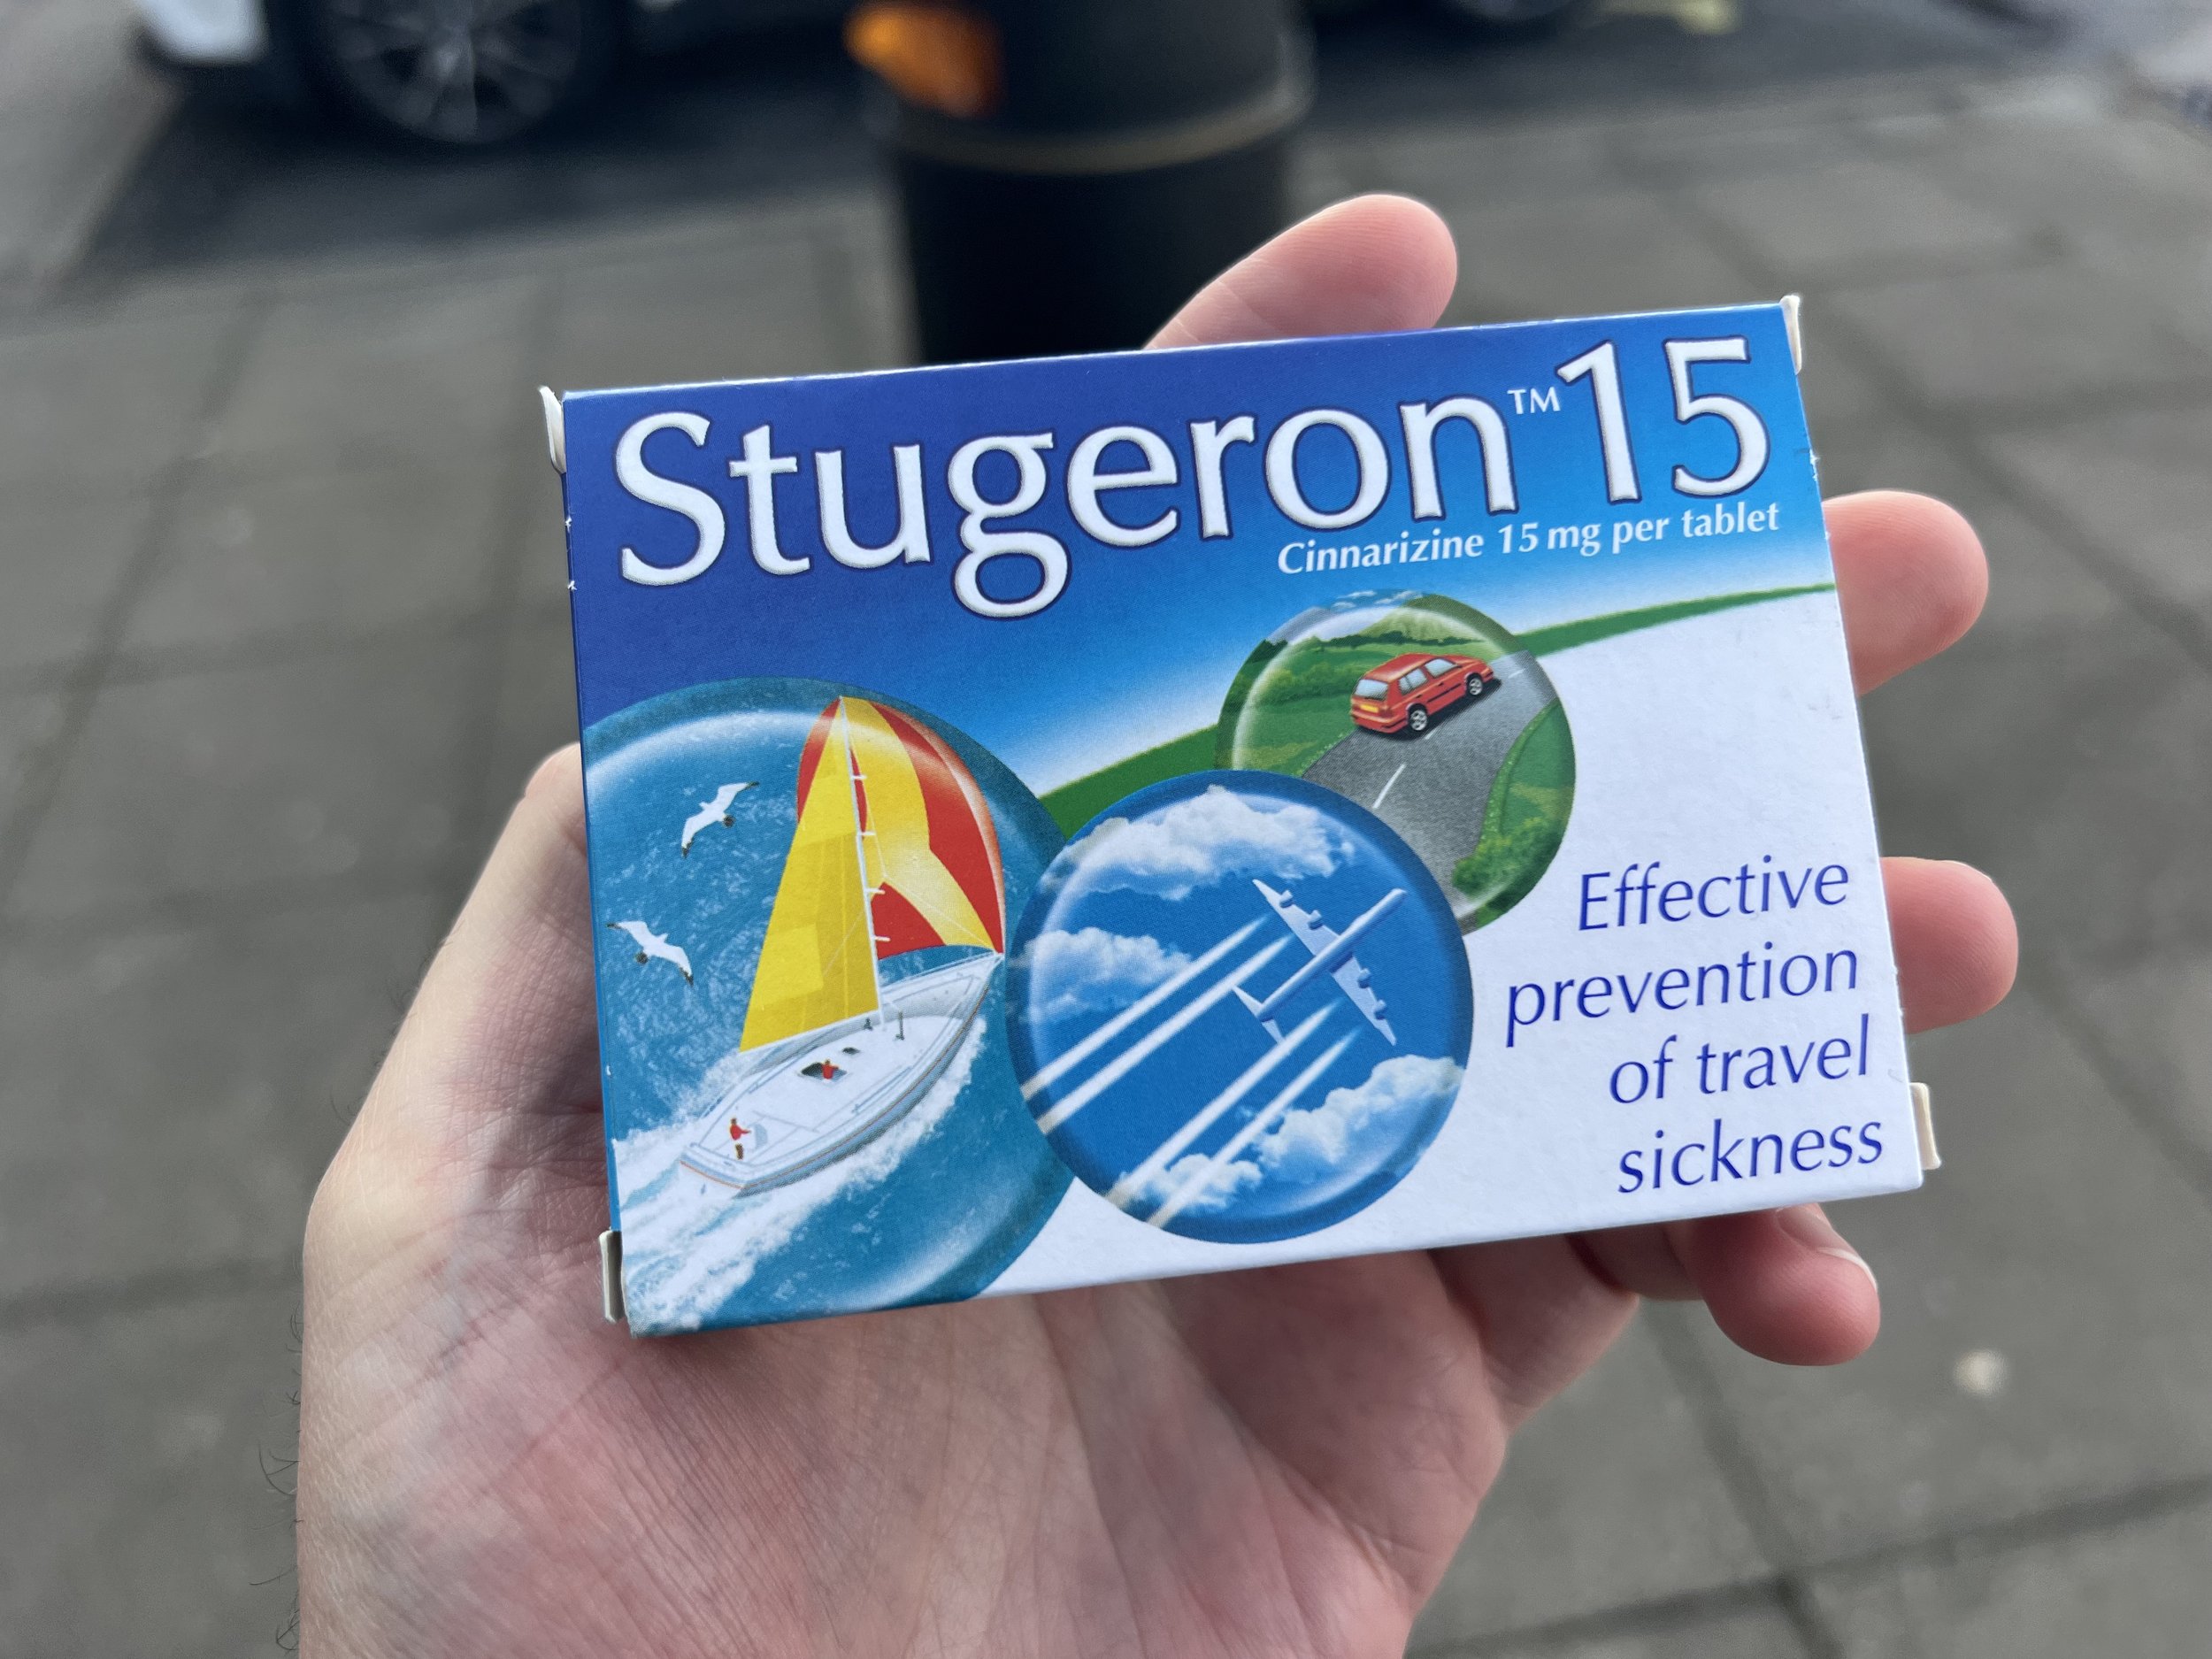 Stugeron™15
Cinnarizine 15 mg per tablet
Effective
prevention
of travel
sickness